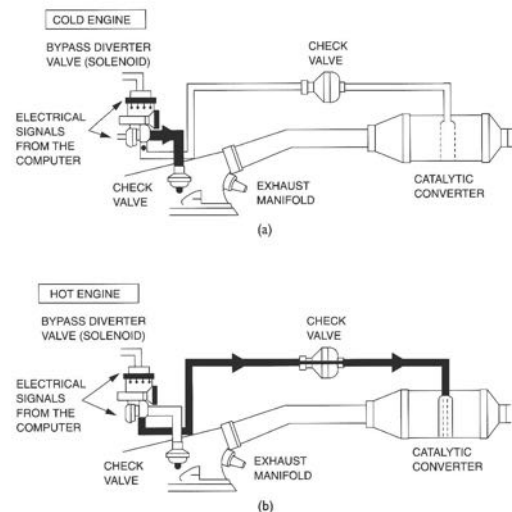 COLD ENGINE
BYPASS DIVERTER
VALVE (SOLENOID)
CHECK
VALVE
ELECTRICAL
SIGNALS
FROM THE
COMPUTER
CHECK
VALVE
EXHAUST
MANIFOLD
CATALYTIC
CONVERTER
(a)
HOT ENGINE
BYPASS DIVERTER
VALVE (SOLENOID)
CHECK
VALVE
ELECTRICAL
SIGNALS
FROM THE
COMPUTER
CHECK
VALVE
EXHAUST
MANIFOLD
CATALYTIC
CONVERTER
(b)